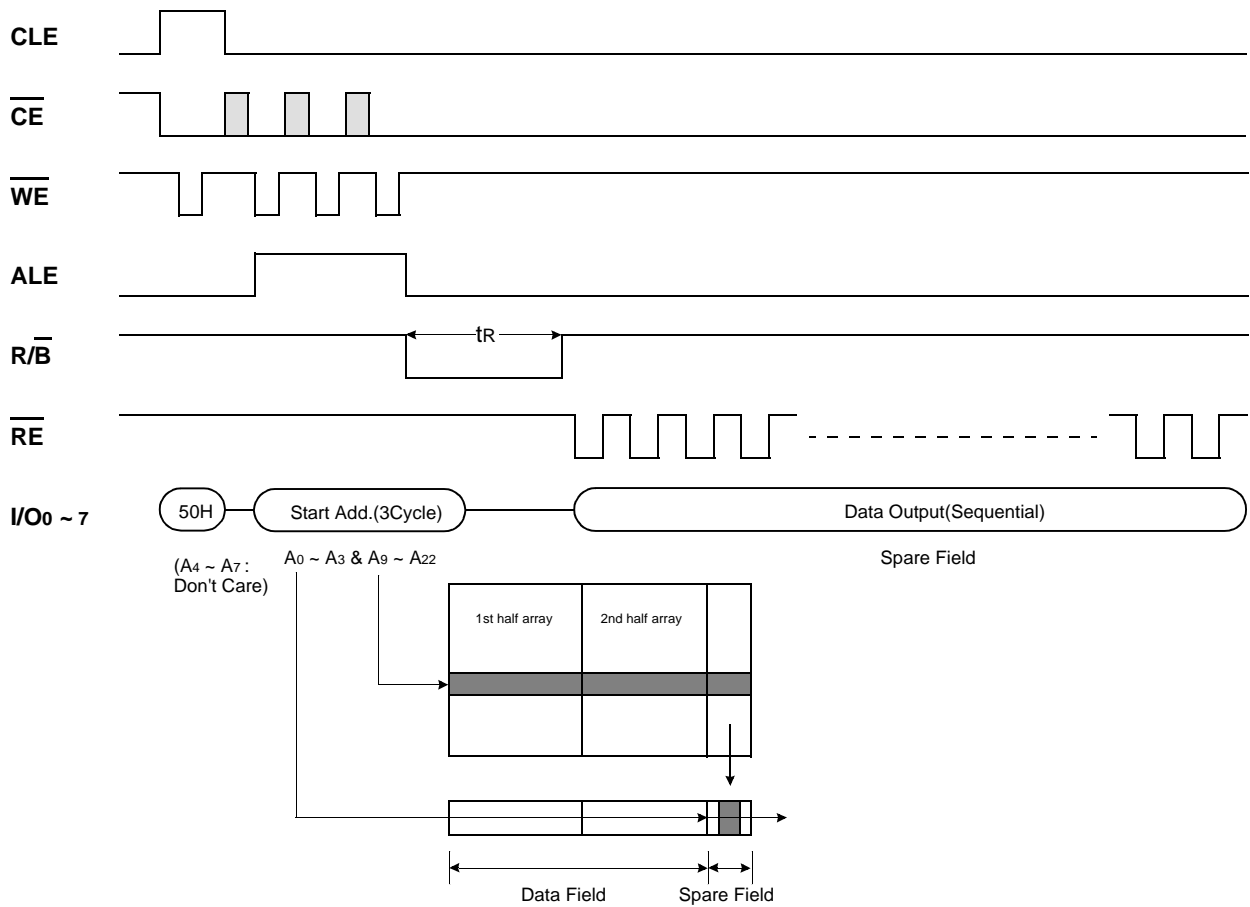 CLE
CE
WE
ALE
R/B
tR
RE
I/O0 ~ 7
50H
Start Add.(3Cycle)
Data Output(Sequential)
(A4 ~ A7 :
Don't Care)
A0 ~ A3 & A9 ~ A22
Spare Field
1st half array
2nd half array
Data Field
Spare Field